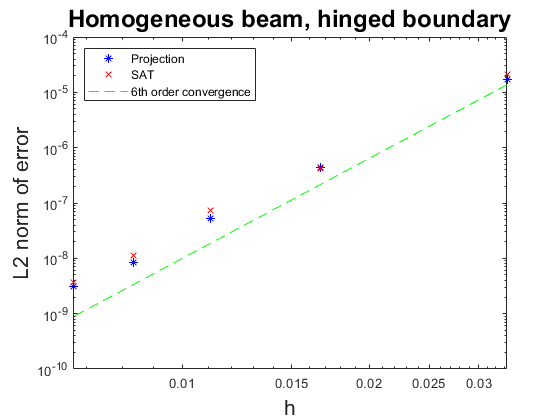 Homogeneous beam, hinged boundary
10^-4
10^-5
10^-6
10^-7
10^-8
10^-9
10^-10
L2 norm of error
Projection
SAT
6th order convergence
0.01 0.015 0.02 0.025 0.03
h